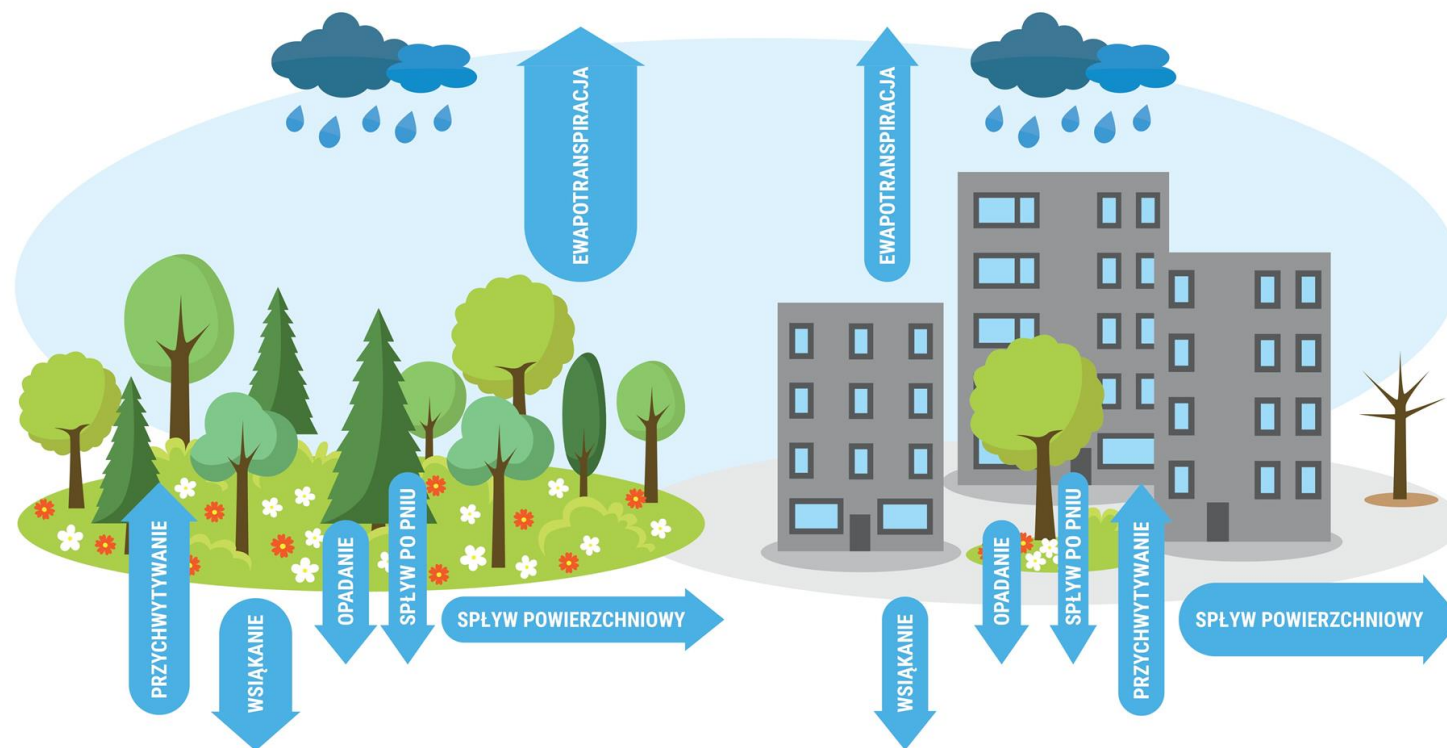 EWAPOTRANSPIRACJA
EWAPOTRANSPIRACJA
PRZYCHWYTYWANIE
WSIĄKANIE
OPADANIE
SPŁYW PO PNIU
SPŁYW POWIERZCHNIOWY
WSIĄKANIE
OPADANIE
SPŁYW PO PNIU
PRZYCHWYTYWANIE
SPŁYW POWIERZCHNIOWY